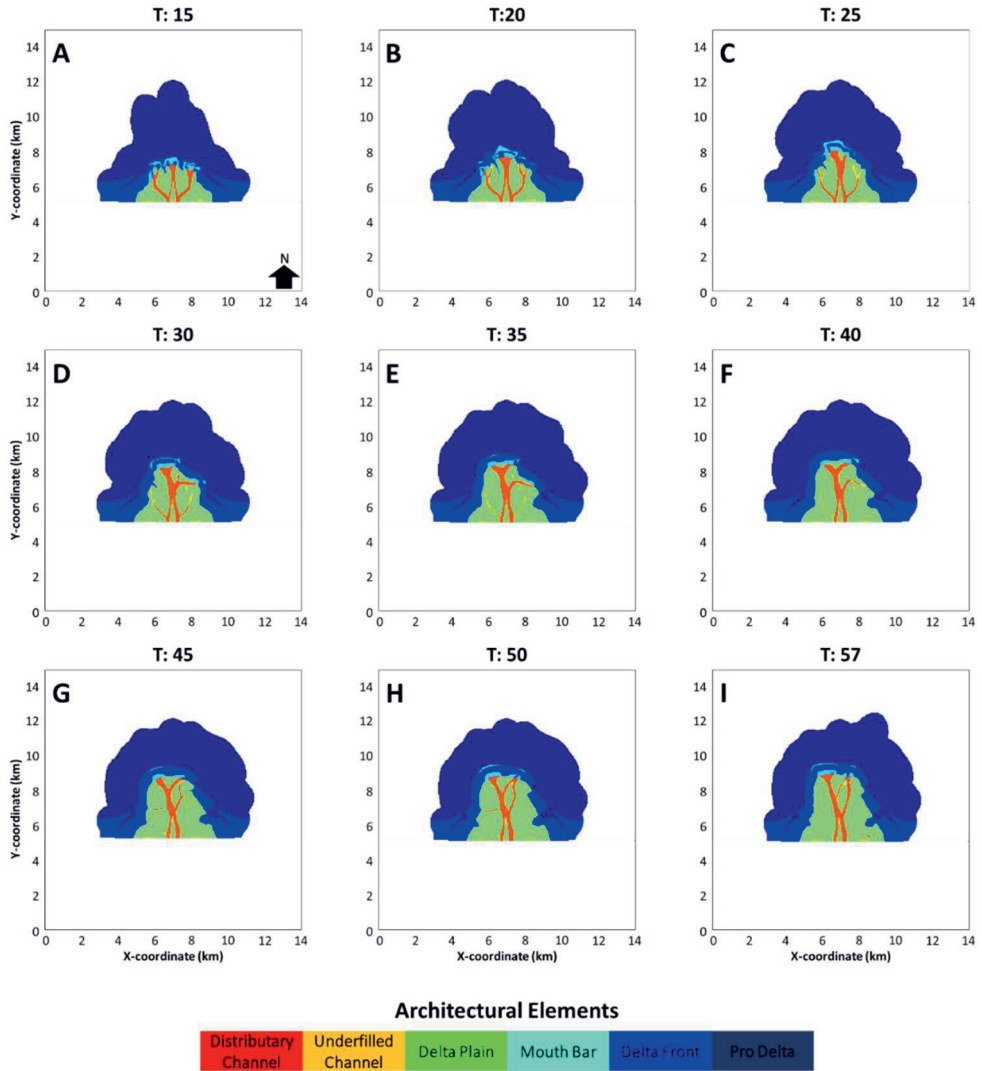 T: 15
T:20
T: 25
A
B
C
14
12
10
8
6
4
2
0
Y-coordinate (km)
N
0 2 4 6 8 10 12 14
14
12
10
8
6
4
2
0
0 2 4 6 8 10 12 14
14
12
10
8
6
4
2
0
0 2 4 6 8 10 12 14
T: 30
T: 35
T: 40
D
E
F
14
12
10
8
6
4
2
0
Y-coordinate (km)
0 2 4 6 8 10 12 14
14
12
10
8
6
4
2
0
0 2 4 6 8 10 12 14
14
12
10
8
6
4
2
0
0 2 4 6 8 10 12 14
T: 45
T: 50
T: 57
G
H
I
14
12
10
8
6
4
2
0
Y-coordinate (km)
0 2 4 6 8 10 12 14
X-coordinate (km)
14
12
10
8
6
4
2
0
0 2 4 6 8 10 12 14
X-coordinate (km)
14
12
10
8
6
4
2
0
0 2 4 6 8 10 12 14
X-coordinate (km)
Architectural Elements
Distributary
Channel
Underfilled
Channel
Delta Plain
Mouth Bar
Delta Front
Pro Delta